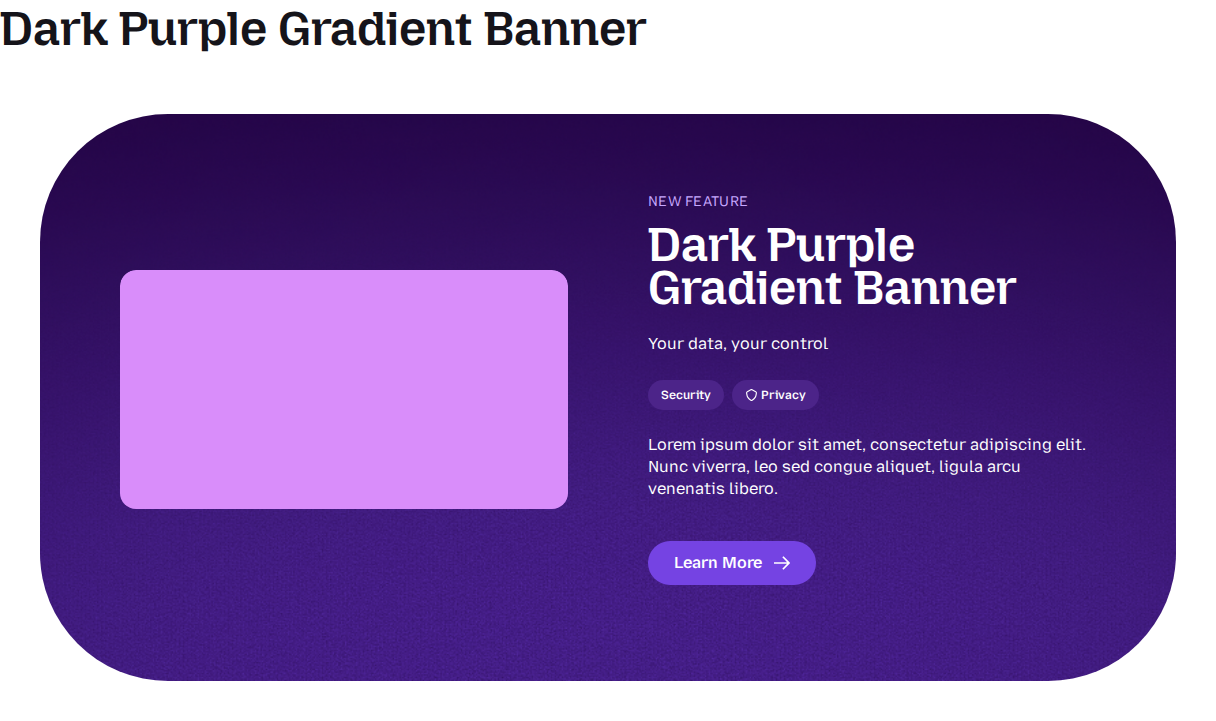 Dark Purple Gradient Banner
NEW FEATURE
Dark Purple
Gradient Banner
Your data, your control
Security
Privacy
Lorem ipsum dolor sit amet, consectetur adipiscing elit.
Nunc viverra, leo sed congue aliquet, ligula arcu
venenatis libero.
Learn More